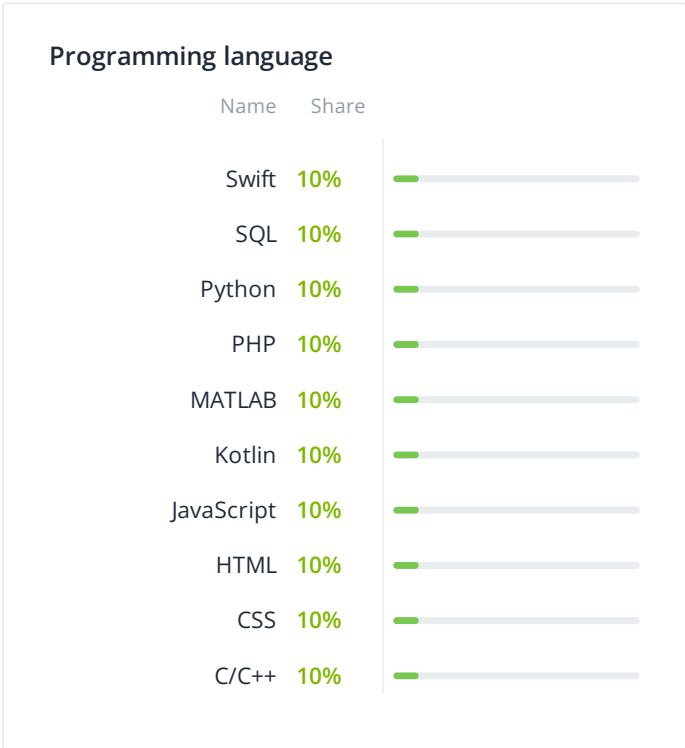 Programming language
Name Share
Swift 10%
SQL 10%
Python 10%
PHP 10%
MATLAB 10%
Kotlin 10%
JavaScript 10%
HTML 10%
CSS 10%
C/C++ 10%